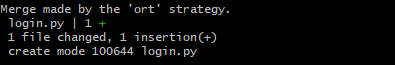 Merge made by the 'ort' strategy.
 login.py | 1 +
 1 file changed, 1 insertion(+)
 create mode 100644 login.py